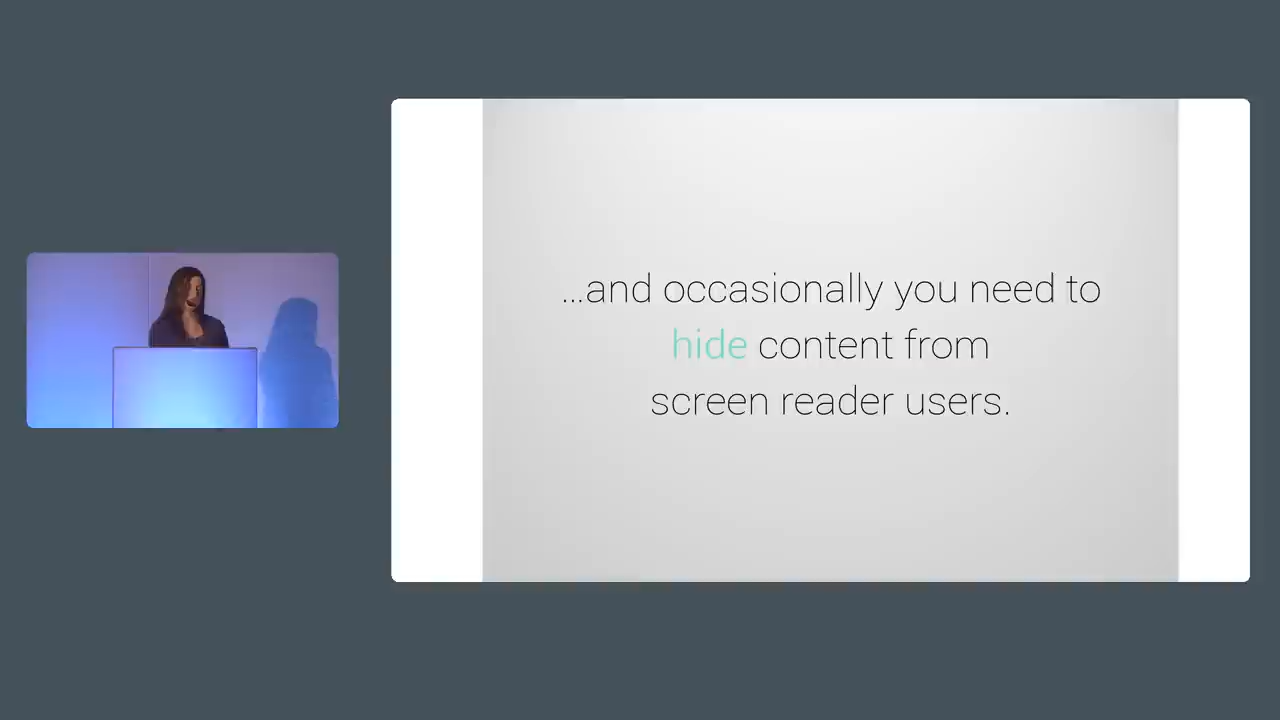 ...and occasionally you need to
hide content from
screen reader users.